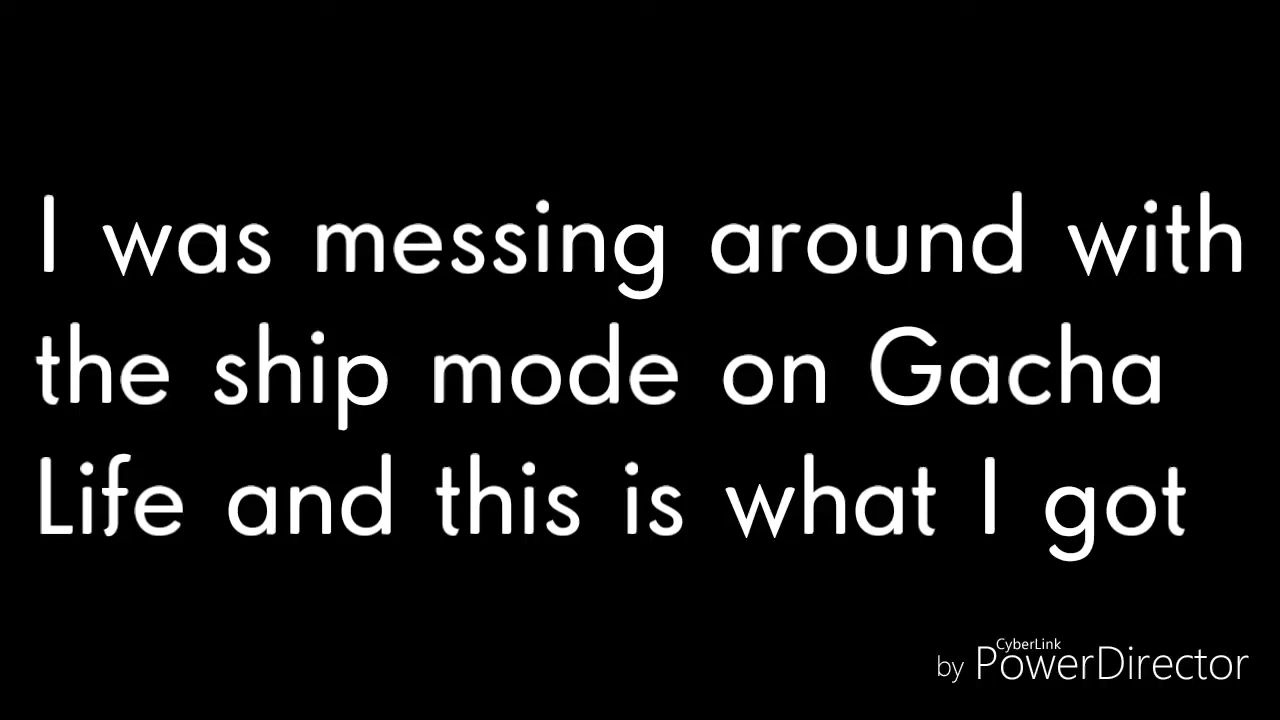 I was messing around with
the ship mode on Gacha
Life and this is what I got
CyberLink
by PowerDirector